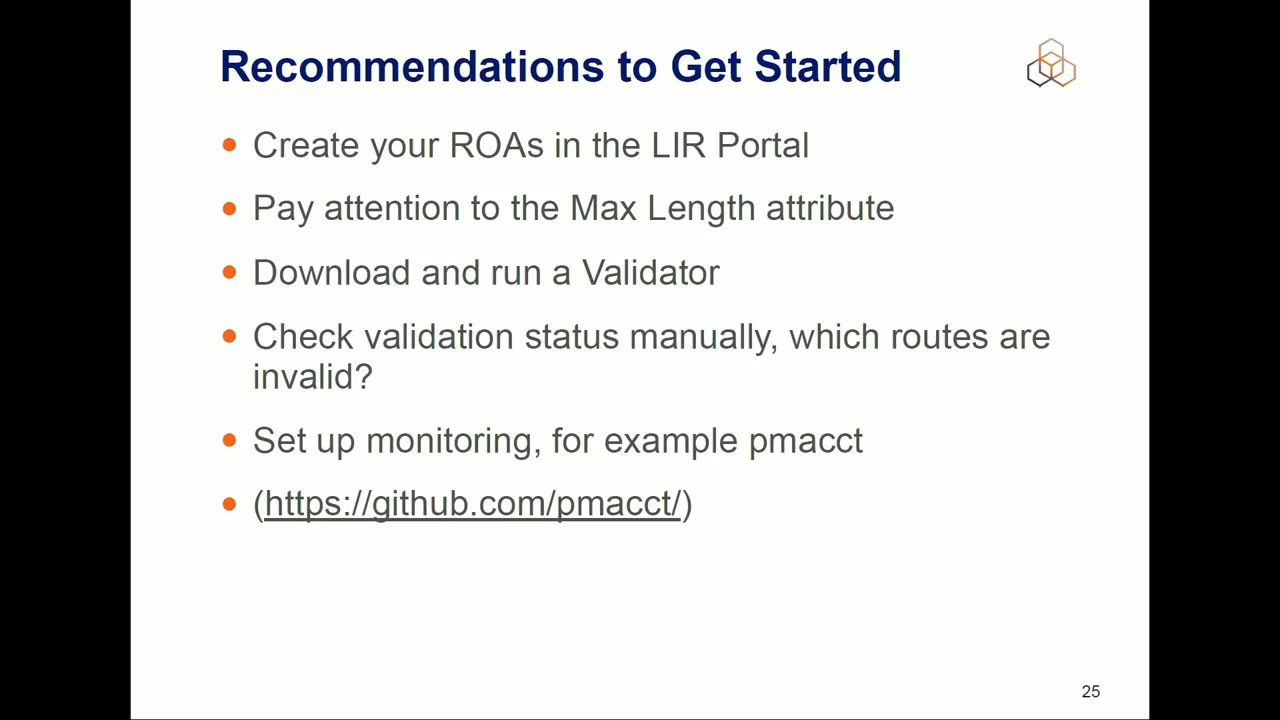 Recommendations to Get Started
Create your ROAs in the LIR Portal
Pay attention to the Max Length attribute
Download and run a Validator
Check validation status manually, which routes are
invalid?
Set up monitoring, for example pmacct
(https://github.com/pmacct/)
25